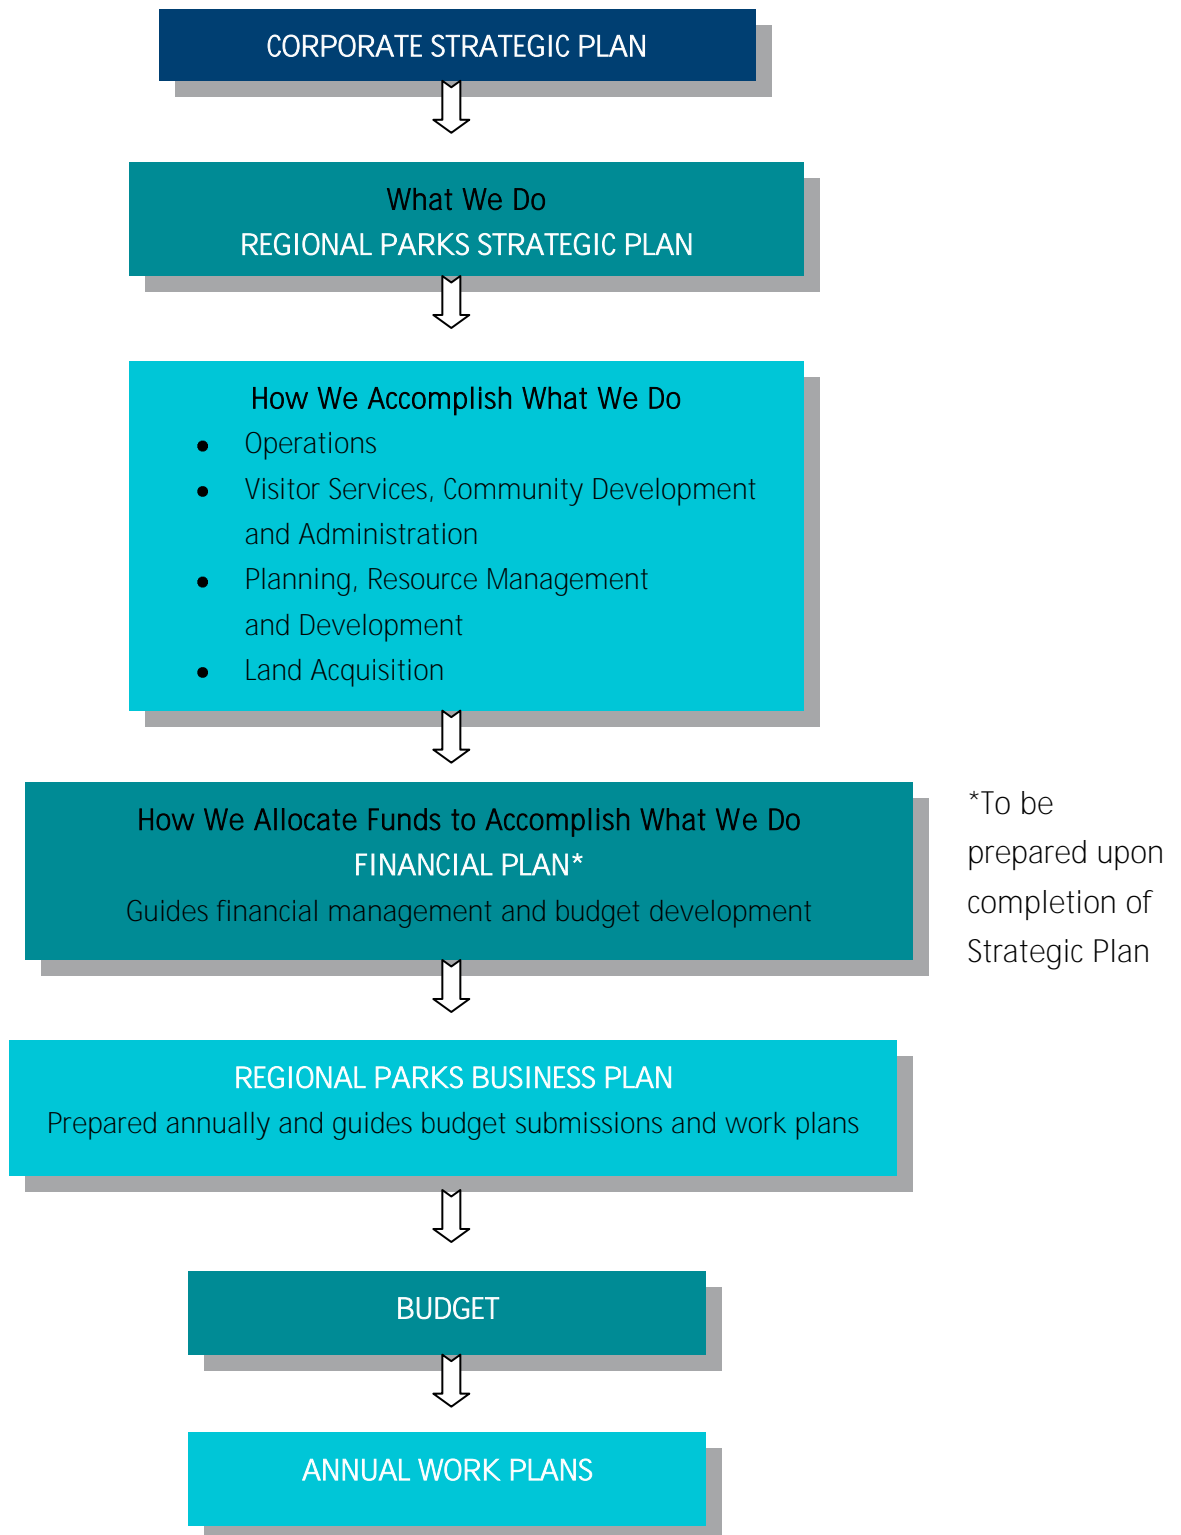 CORPORATE STRATEGIC PLAN
What We Do
REGIONAL PARKS STRATEGIC PLAN
How We Accomplish What We Do
● Operations
● Visitor Services, Community Development
and Administration
● Planning, Resource Management
and Development
● Land Acquisition
How We Allocate Funds to Accomplish What We Do
FINANCIAL PLAN*
Guides financial management and budget development
*To be
prepared upon
completion of
Strategic Plan
REGIONAL PARKS BUSINESS PLAN
Prepared annually and guides budget submissions and work plans
BUDGET
ANNUAL WORK PLANS